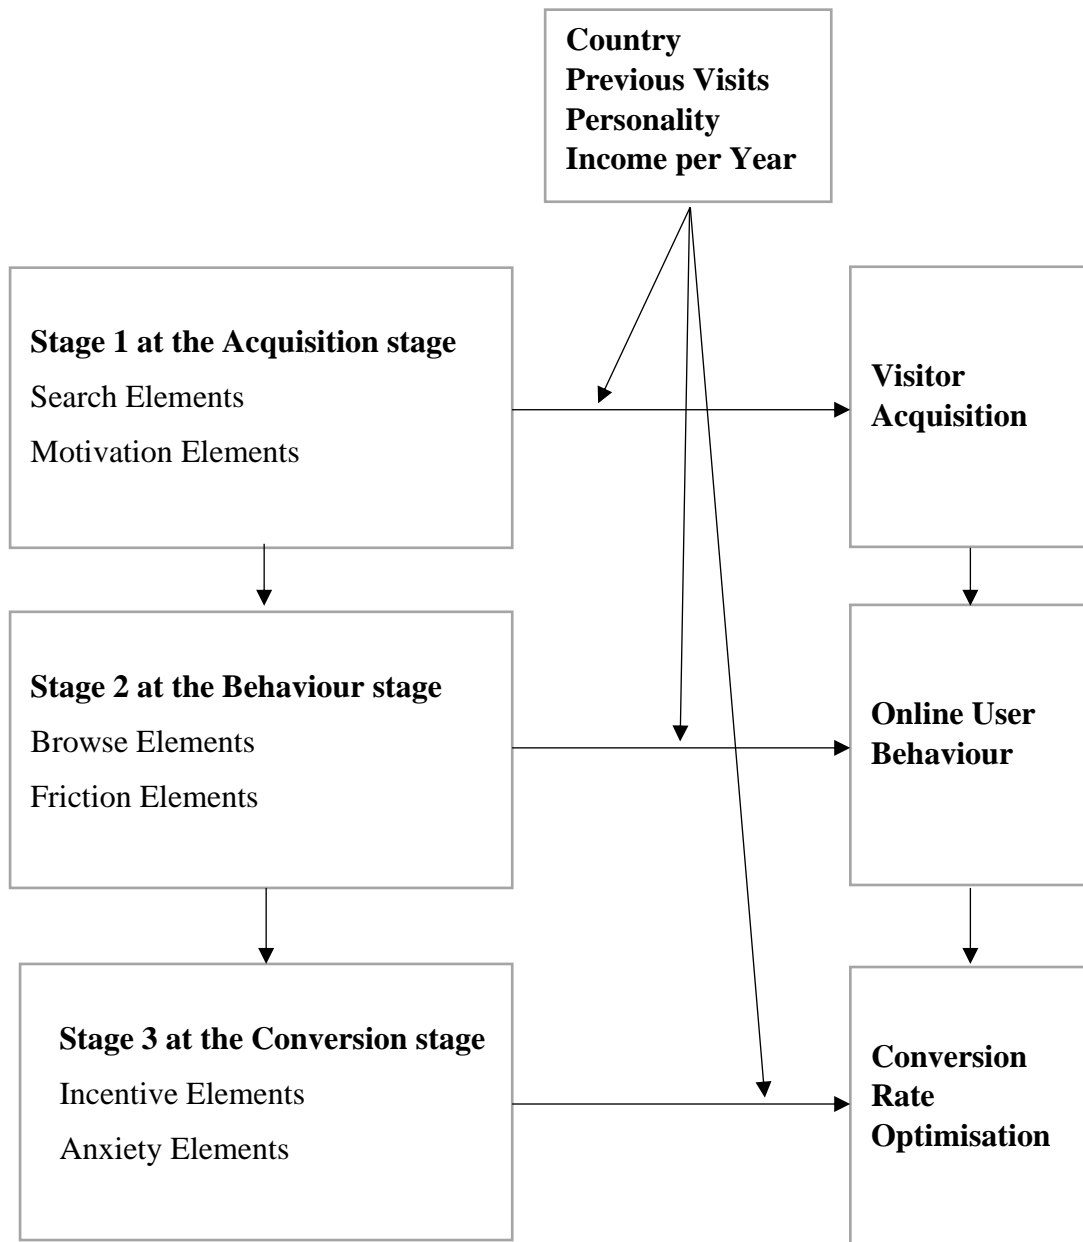 Country
Previous Visits
Personality
Income per Year
Stage 1 at the Acquisition stage
Search Elements
Motivation Elements
Visitor
Acquisition
Stage 2 at the Behaviour stage
Browse Elements
Friction Elements
Online User
Behaviour
Stage 3 at the Conversion stage
Incentive Elements
Anxiety Elements
Conversion
Rate
Optimisation